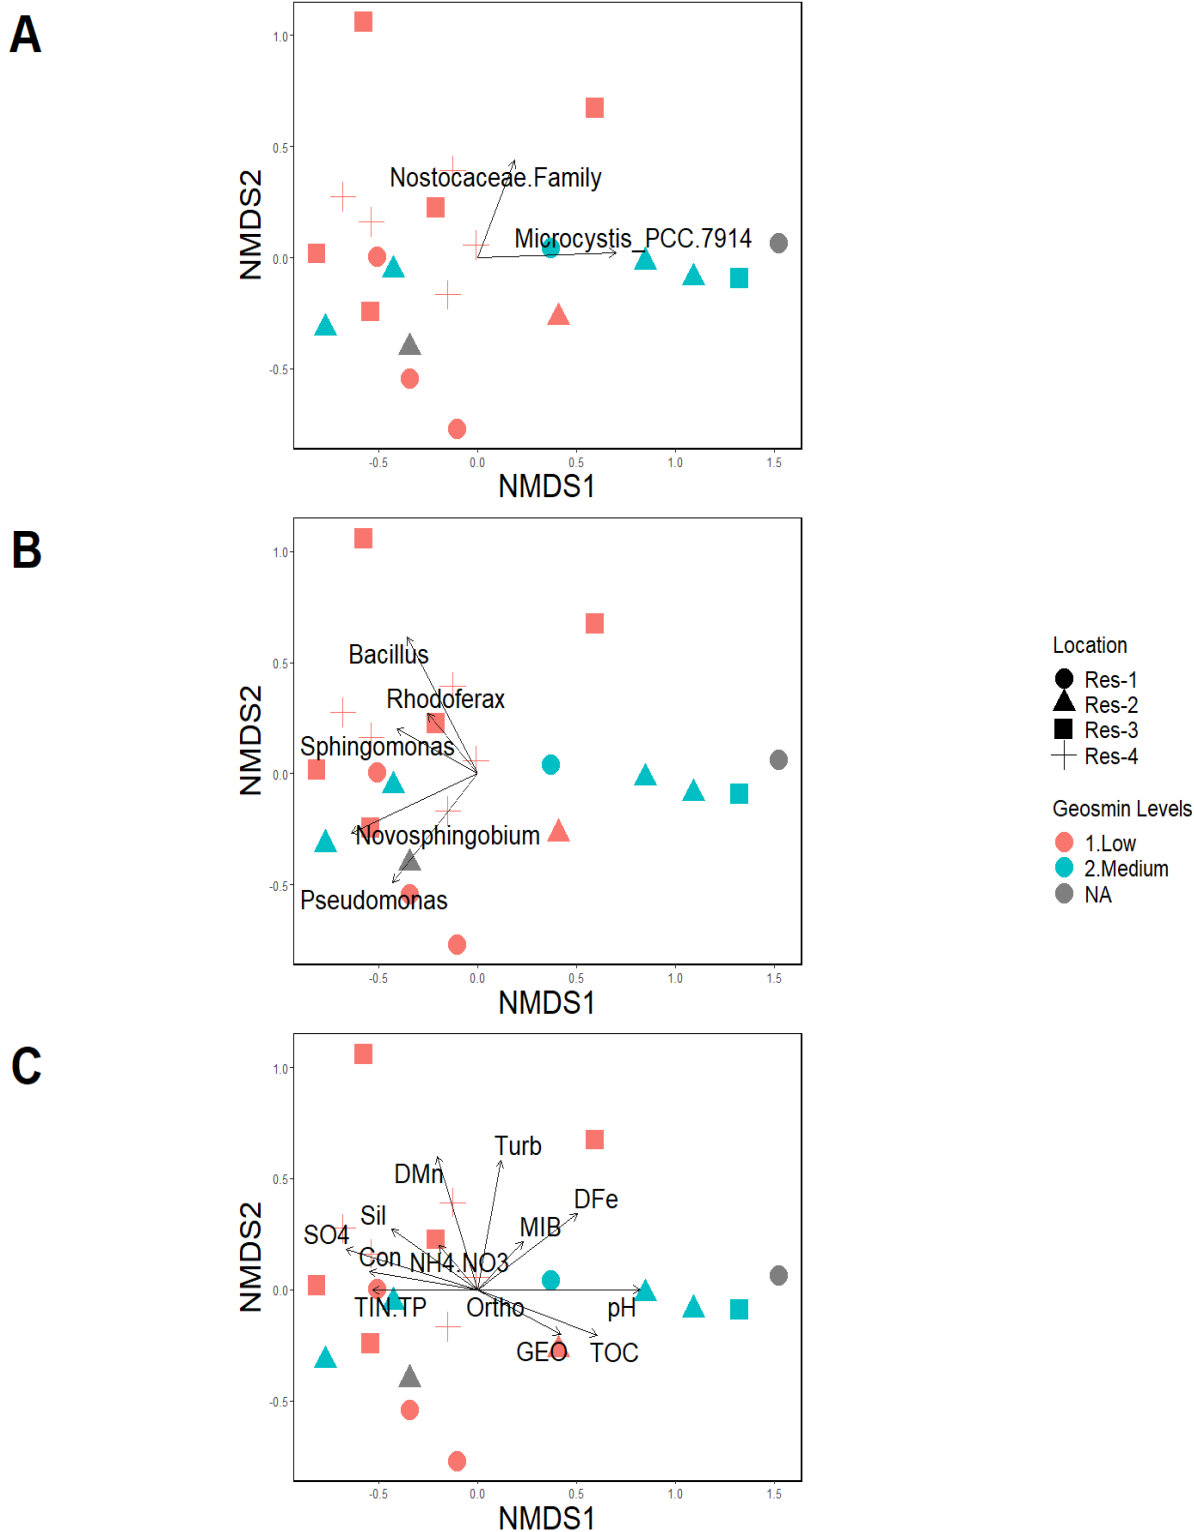 A
1.0
0.5
0.0
-0.5
NMDS2
Nostocaceae.Family
Microcystis_PCC.7914
-0.5 0.0 0.5 1.0 1.5
NMDS1
B
1.0
0.5
0.0
-0.5
NMDS2
Bacillus
Rhodoferax
Sphingomonas
Novosphingobium
Pseudomonas
-0.5 0.0 0.5 1.0 1.5
NMDS1
Location
Res-1
Res-2
Res-3
Res-4
Geosmin Levels
1.Low
2.Medium
NA
C
1.0
0.5
0.0
-0.5
NMDS2
Turb
DMn
DFe
Sil
MIB
SO4
Con
NH4.NO3
TIN.TP
Ortho
pH
GEO
TOC
-0.5 0.0 0.5 1.0 1.5
NMDS1